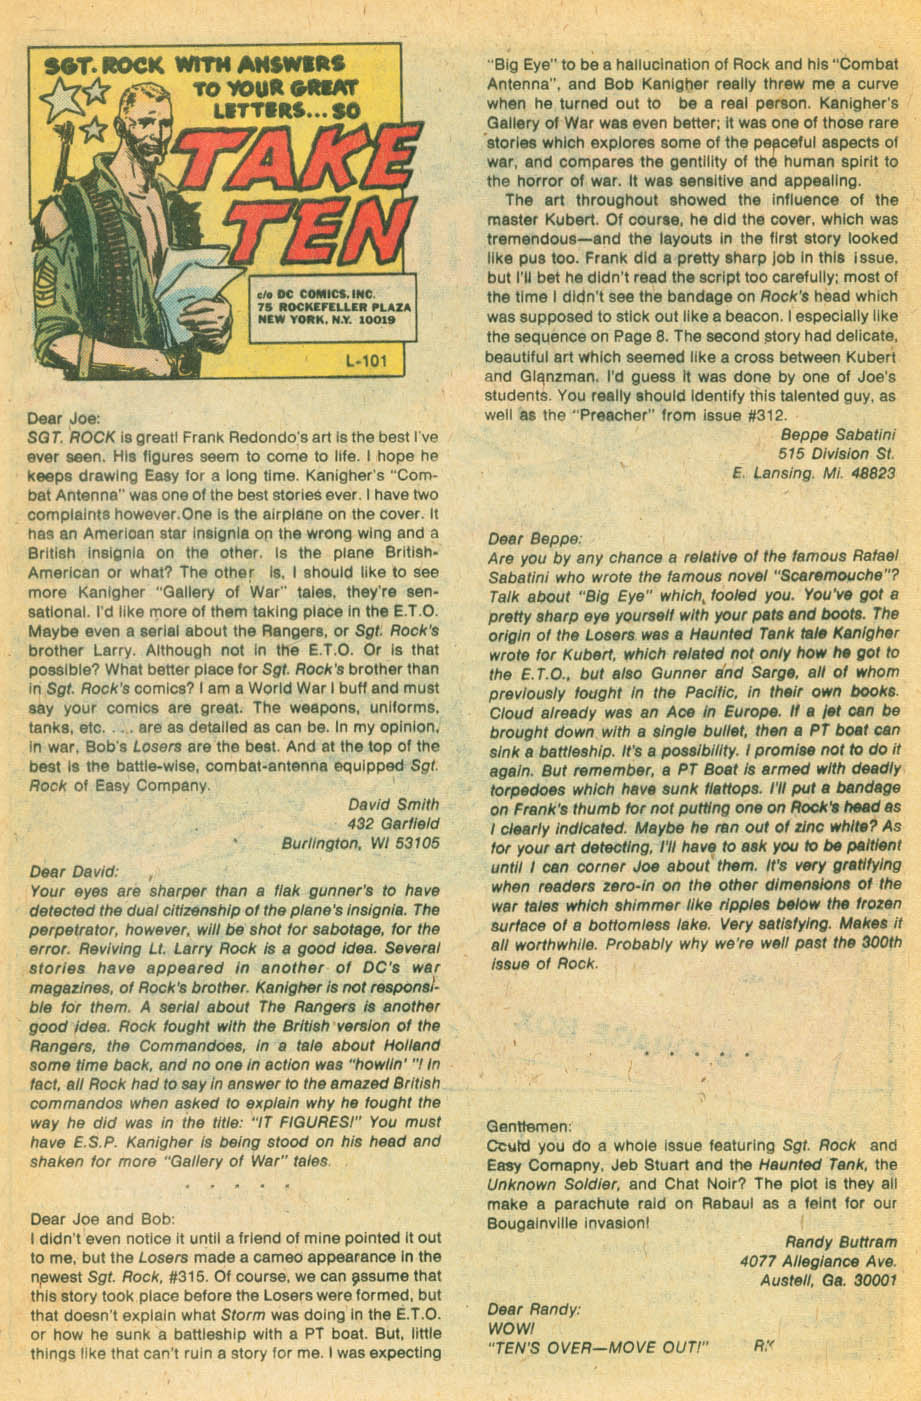 SGT. ROCK WITH ANSWERS
TO YOUR GREAT
LETTERS...SO
TAKE
TEN
c/o DC COMICS, INC.
75 ROCKEFELLER PLAZA
NEW YORK, N.Y. 10019
L-101
Dear Joe:
SGT. ROCK is great! Frank Redondo's art is the best I've
ever seen. His figures seem to come to life. I hope he
keeps drawing Easy for a long time. Kanigher's "Com-
bat Antenna" was one of the best stories ever. I have two
complaints however.One is the airplane on the cover. It
has an American star insignia on the wrong wing and a
British insignia on the other. Is the plane British-
American or what? The other is, I should like to see
more Kanigher "Gallery of War" tales, they're sen-
sational. I'd like more of them taking place in the E.T.O.
Maybe even a serial about the Rangers, or Sgt. Rock's
brother Larry. Although not in the E.T.O. Or is that
possible? What better place for Sgt. Rock's brother than
in Sgt. Rock's comics? I am a World War I buff and must
say your comics are great. The weapons, uniforms,
tanks, etc. . . . are as detailed as can be. In my opinion,
in war, Bob's Losers are the best. And at the top of the
best is the battle-wise, combat-antenna equipped Sgt.
Rock of Easy Company.
David Smith
432 Garfield
Burlington, WI 53105
Dear David:
Your eyes are sharper than a flak gunner's to have
detected the dual citizenship of the plane's insignia. The
perpetrator, however, will be shot for sabotage, for the
error. Reviving Lt. Larry Rock is a good idea. Several
stories have appeared in another of DC's war
magazines, of Rock's brother. Kanigher is not responsi-
ble for them. A serial about The Rangers is another
good idea. Rock fought with the British version of the
Rangers, the Commandoes, in a tale about Holland
some time back, and no one in action was "howlin' "! In
fact, all Rock had to say in answer to the amazed British
commandos when asked to explain why he fought the
way he did was in the title: "IT FIGURES!" You must
have E.S.P. Kanigher is being stood on his head and
shaken for more "Gallery of War" tales.
* * * * *
Dear Joe and Bob:
I didn't even notice it until a friend of mine pointed it out
to me, but the Losers made a cameo appearance in the
newest Sgt. Rock, #315. Of course, we can assume that
this story took place before the Losers were formed, but
that doesn't explain what Storm was doing in the E.T.O.
or how he sunk a battleship with a PT boat. But, little
things like that can't ruin a story for me. I was expecting
"Big Eye" to be a hallucination of Rock and his "Combat
Antenna", and Bob Kanigher really threw me a curve
when he turned out to be a real person. Kanigher's
Gallery of War was even better; it was one of those rare
stories which explores some of the peaceful aspects of
war, and compares the gentility of the human spirit to
the horror of war. It was sensitive and appealing.
The art throughout showed the influence of the
master Kubert. Of course, he did the cover, which was
tremendous—and the layouts in the first story looked
like pus too. Frank did a pretty sharp job in this issue,
but I'll bet he didn't read the script too carefully; most of
the time I didn't see the bandage on Rock's head which
was supposed to stick out like a beacon. I especially like
the sequence on Page 8. The second story had delicate,
beautiful art which seemed like a cross between Kubert
and Glanzman. I'd guess it was done by one of Joe's
students. You really should identify this talented guy, as
well as the "Preacher" from issue #312.
Beppe Sabatini
515 Division St.
E. Lansing, Mi. 48823
Dear Beppe:
Are you by any chance a relative of the famous Rafael
Sabatini who wrote the famous novel "Scaremouche"?
Talk about "Big Eye" which fooled you. You've got a
pretty sharp eye yourself with your pats and boots. The
origin of the Losers was a Haunted Tank tale Kanigher
wrote for Kubert, which related not only how he got to
the E.T.O., but also Gunner and Sarge, all of whom
previously fought in the Pacific, in their own books.
Cloud already was an Ace in Europe. If a jet can be
brought down with a single bullet, then a PT boat can
sink a battleship. It's a possibility. I promise not to do it
again. But remember, a PT Boat is armed with deadly
torpedoes which have sunk flattops. I'll put a bandage
on Frank's thumb for not putting one on Rock's head as
I clearly indicated. Maybe he ran out of zinc white? As
for your art detecting, I'll have to ask you to be paitient
until I can corner Joe about them. It's very gratifying
when readers zero-in on the other dimensions of the
war tales which shimmer like ripples below the frozen
surface of a bottomless lake. Very satisfying. Makes it
all worthwhile. Probably why we're well past the 300th
issue of Rock.
* * * * *
Gentlemen:
Could you do a whole issue featuring Sgt. Rock and
Easy Comapny, Jeb Stuart and the Haunted Tank, the
Unknown Soldier, and Chat Noir? The plot is they all
make a parachute raid on Rabaul as a feint for our
Bougainville invasion!
Randy Buttram
4077 Allegiance Ave.
Austell, Ga. 30001
Dear Randy:
WOW!
"TEN'S OVER—MOVE OUT!" RK